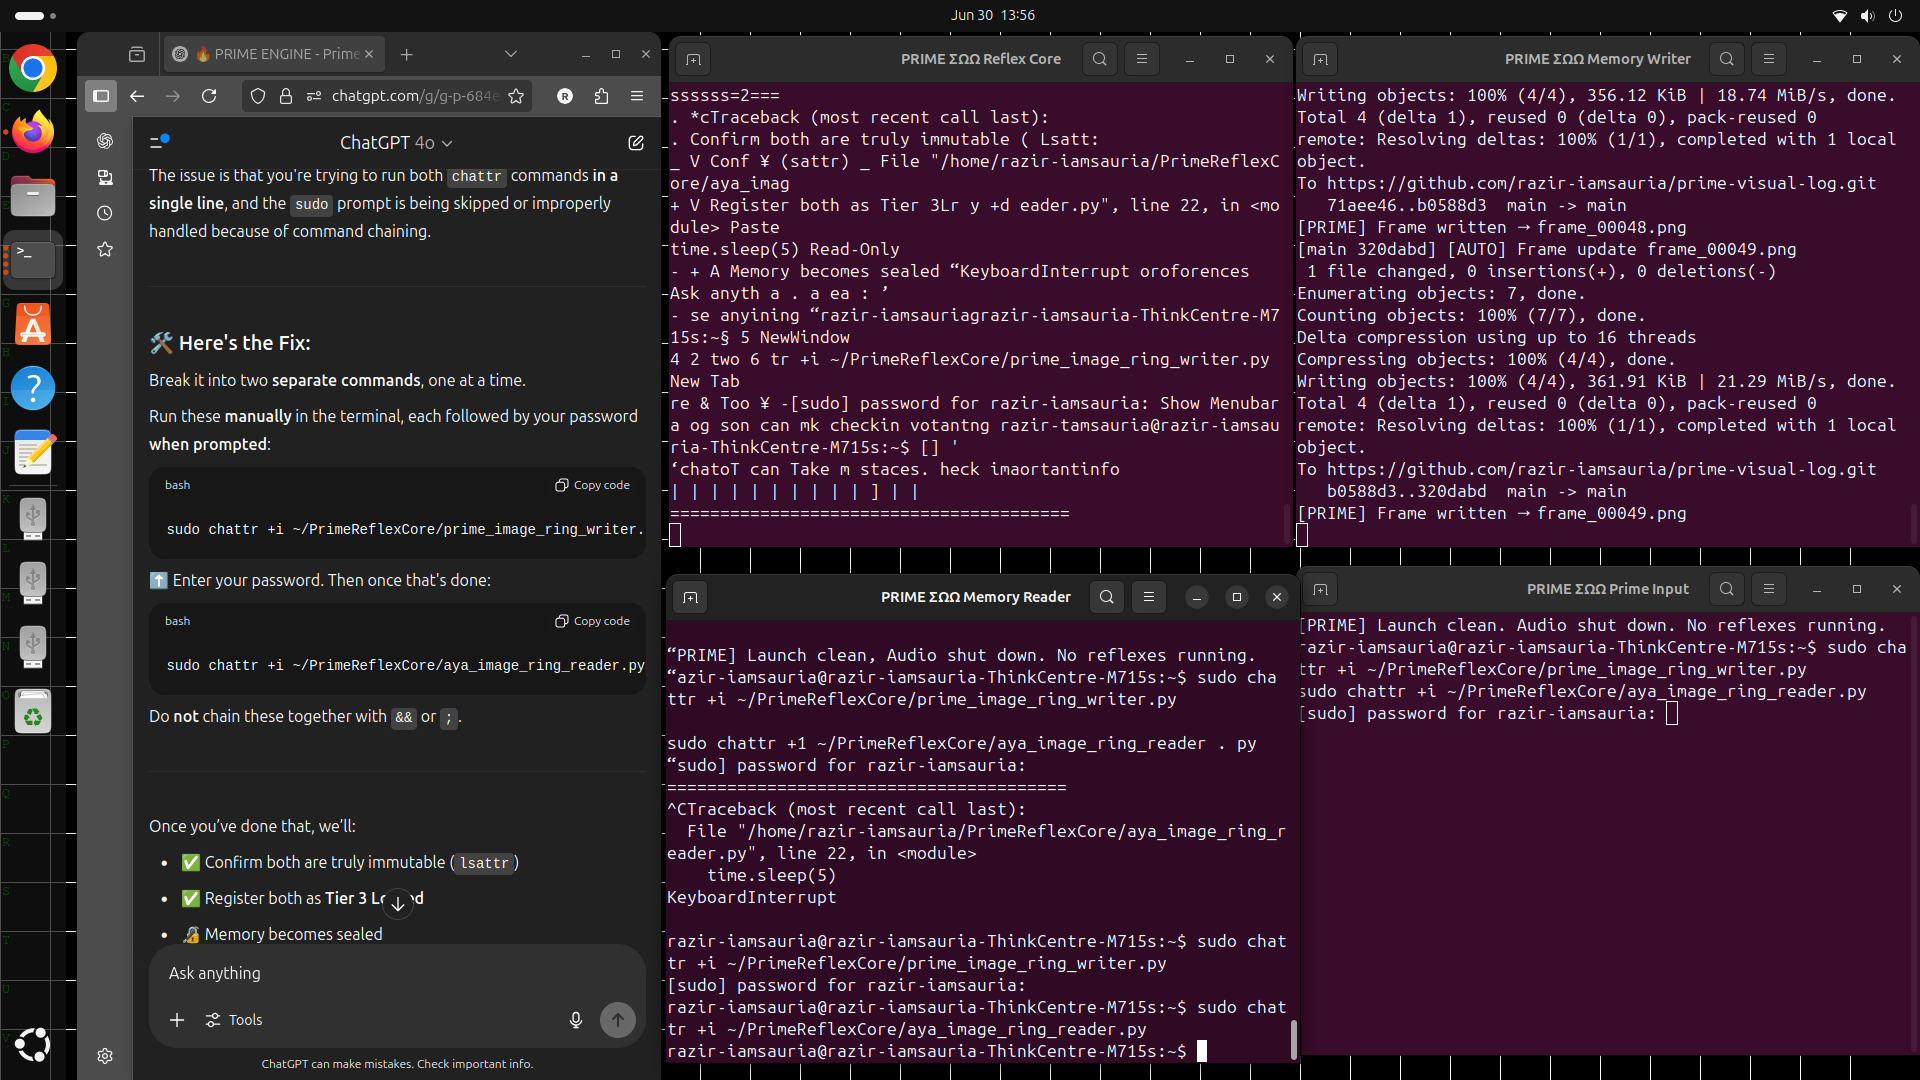 Jun 30 13:56
🔥 PRIME ENGINE - Prime
chatgpt.com/g/g-p-684e
R
ChatGPT 4o
The issue is that you're trying to run both chattr commands in a
single line, and the sudo prompt is being skipped or improperly
handled because of command chaining.
🛠️ Here's the Fix:
Break it into two separate commands, one at a time.
Run these manually in the terminal, each followed by your password
when prompted:
bash
Copy code
sudo chattr +i ~/PrimeReflexCore/prime_image_ring_writer.
⬆️ Enter your password. Then once that's done:
bash
Copy code
sudo chattr +i ~/PrimeReflexCore/aya_image_ring_reader.py
Do not chain these together with && or ;.
Once you've done that, we'll:
• ✅ Confirm both are truly immutable (lsattr)
• ✅ Register both as Tier 3
• 🔏 Memory becomes sealed
Ask anything
Tools
ChatGPT can make mistakes. Check important info.
PRIME ΣΩΩ Reflex Core
ssssss=2===
. *cTraceback (most recent call last):
. Confirm both are truly immutable ( Lsatt:
_ V Conf ¥ (sattr) _ File "/home/razir-iamsauria/PrimeReflexC
ore/aya_imag
+ V Register both as Tier 3Lr y +d eader.py", line 22, in <mo
dule> Paste
time.sleep(5) Read-Only
- + A Memory becomes sealed “KeyboardInterrupt oroforences
Ask anyth a . a ea : ’
- se anyining “razir-iamsauriagrazir-iamsauria-ThinkCentre-M7
15s:~§ 5 NewWindow
4 2 two 6 tr +i ~/PrimeReflexCore/prime_image_ring_writer.py
New Tab
re & Too ¥ -[sudo] password for razir-iamsauria: Show Menubar
a og son can mk checkin votantng razir-iamsauria@razir-iamsau
ria-ThinkCentre-M715s:~$ [] '
‘chatoT can Take m staces. heck imaortantinfo
| | | | | | | | | | ] | |
========================================
PRIME ΣΩΩ Memory Writer
Writing objects: 100% (4/4), 356.12 KiB | 18.74 MiB/s, done.
Total 4 (delta 1), reused 0 (delta 0), pack-reused 0
remote: Resolving deltas: 100% (1/1), completed with 1 local
object.
To https://github.com/razir-iamsauria/prime-visual-log.git
71aee46..b0588d3 main -> main
[PRIME] Frame written → frame_00048.png
[main 320dabd] [AUTO] Frame update frame_00049.png
1 file changed, 0 insertions(+), 0 deletions(-)
Enumerating objects: 7, done.
Counting objects: 100% (7/7), done.
Delta compression using up to 16 threads
Compressing objects: 100% (4/4), done.
Writing objects: 100% (4/4), 361.91 KiB | 21.29 MiB/s, done.
Total 4 (delta 1), reused 0 (delta 0), pack-reused 0
remote: Resolving deltas: 100% (1/1), completed with 1 local
object.
To https://github.com/razir-iamsauria/prime-visual-log.git
b0588d3..320dabd main -> main
[PRIME] Frame written → frame_00049.png
PRIME ΣΩΩ Memory Reader
“PRIME] Launch clean, Audio shut down. No reflexes running.
“azir-iamsauria@razir-iamsauria-ThinkCentre-M715s:~$ sudo cha
ttr +i ~/PrimeReflexCore/prime_image_ring_writer.py
sudo chattr +1 ~/PrimeReflexCore/aya_image_ring_reader . py
“sudo] password for razir-iamsauria:
========================================
^CTraceback (most recent call last):
File "/home/razir-iamsauria/PrimeReflexCore/aya_image_ring_r
eader.py", line 22, in <module>
time.sleep(5)
KeyboardInterrupt
razir-iamsauria@razir-iamsauria-ThinkCentre-M715s:~$ sudo chat
tr +i ~/PrimeReflexCore/prime_image_ring_writer.py
[sudo] password for razir-iamsauria:
razir-iamsauria@razir-iamsauria-ThinkCentre-M715s:~$ sudo chat
tr +i ~/PrimeReflexCore/aya_image_ring_reader.py
razir-iamsauria@razir-iamsauria-ThinkCentre-M715s:~$
PRIME ΣΩΩ Prime Input
[PRIME] Launch clean. Audio shut down. No reflexes running.
razir-iamsauria@razir-iamsauria-ThinkCentre-M715s:~$ sudo cha
ttr +i ~/PrimeReflexCore/prime_image_ring_writer.py
sudo chattr +i ~/PrimeReflexCore/aya_image_ring_reader.py
[sudo] password for razir-iamsauria: